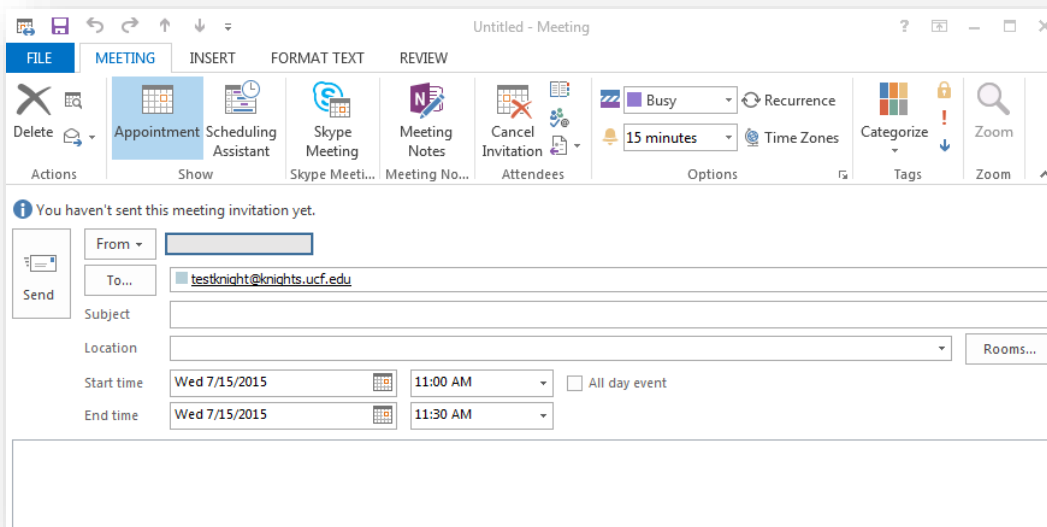 Untitled - Meeting
?
FILE MEETING INSERT FORMAT TEXT REVIEW
Delete Appointment Scheduling Assistant Skype Meeting Meeting Notes Cancel Invitation Busy Recurrence Categorize Zoom
15 minutes Time Zones
Actions Show Skype Meeti... Meeting No... Attendees Options Tags Zoom
You haven't sent this meeting invitation yet.
From
To... testknight@knights.ucf.edu
Send
Subject
Location Rooms...
Start time Wed 7/15/2015 11:00 AM All day event
End time Wed 7/15/2015 11:30 AM